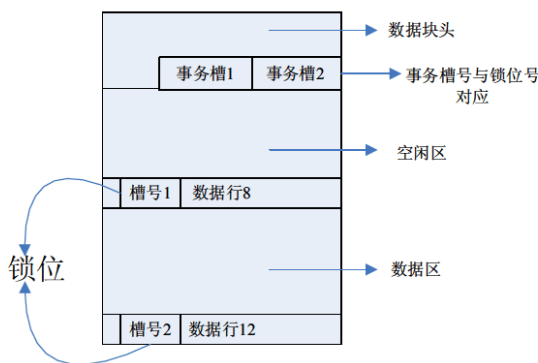 数据块头
事务槽1 事务槽2
事务槽号与锁位号
对应
空闲区
槽号1 数据行8
锁位
数据区
槽号2 数据行12